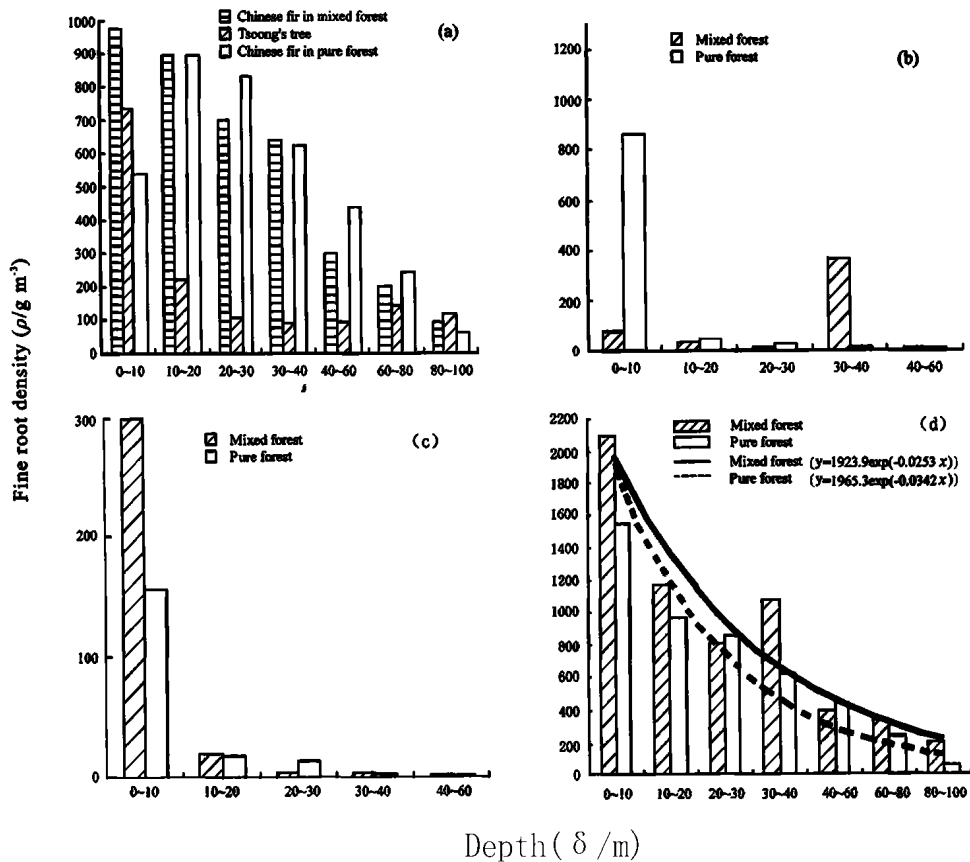 Fine root density (ρ/g m⁻³)
1000
900
800
700
600
500
400
300
200
100
0
Chinese fir in mixed forest
Tsoong's tree
Chinese fir in pure forest
(a)
0~10 10~20 20~30 30~40 40~60 60~80 80~100
1200
1000
800
600
400
200
0
Mixed forest
Pure forest
(b)
0~10 10~20 20~30 30~40 40~60
300
300
100
0
Mixed forest
Pure forest
(c)
0~10 10~20 20~30 30~40 40~60
2200
2000
1800
1600
1400
1200
1000
800
600
400
200
0
Mixed forest
Pure forest
Mixed forest (y=1923.9exp(-0.0253x))
Pure forest (y=1965.3exp(-0.0342x))
(d)
0~10 10~20 20~30 30~40 40~60 60~80 80~100
Depth(δ/m)